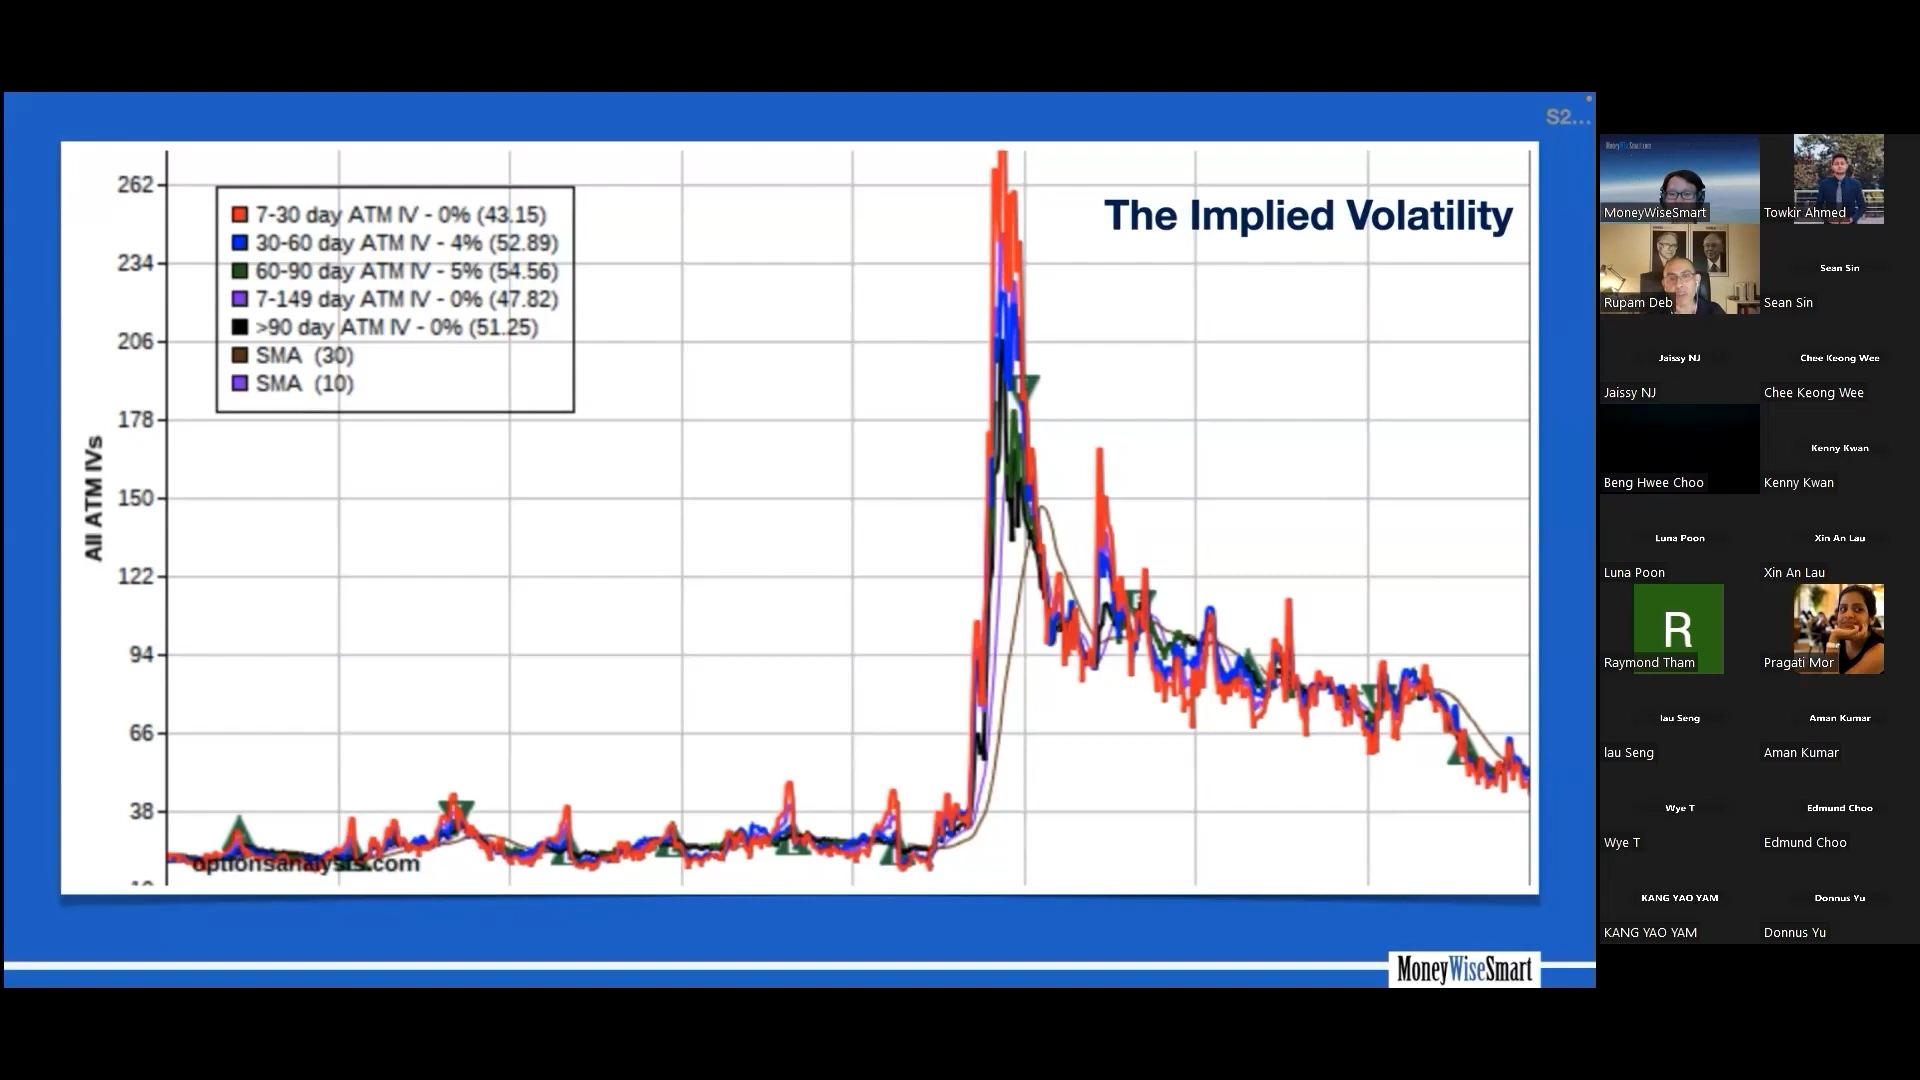 S2...
The Implied Volatility
262
234
206
178
150
122
94
66
38
All ATM IVs
7-30 day ATM IV - 0% (43.15)
30-60 day ATM IV - 4% (52.89)
60-90 day ATM IV - 5% (54.56)
7-149 day ATM IV - 0% (47.82)
>90 day ATM IV - 0% (51.25)
SMA (30)
SMA (10)
optionsanalysts.com
MoneyWiseSmart
MoneyWiseSmart.com
MoneyWiseSmart
Towkir Ahmed
Rupam Deb
Sean Sin
Sean Sin
Jaissy NJ
Jaissy NJ
Chee Keong Wee
Chee Keong Wee
Beng Hwee Choo
Kenny Kwan
Kenny Kwan
Luna Poon
Luna Poon
Xin An Lau
Xin An Lau
R
Raymond Tham
Pragati Mor
lau Seng
lau Seng
Aman Kumar
Aman Kumar
Wye T
Wye T
Edmund Choo
Edmund Choo
KANG YAO YAM
KANG YAO YAM
Donnus Yu
Donnus Yu